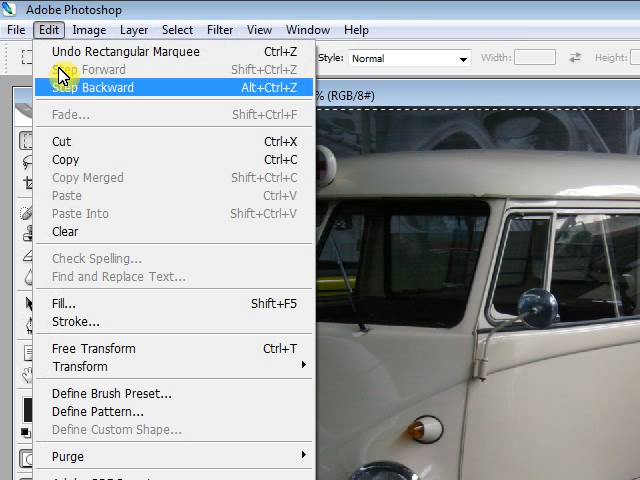 Adobe Photoshop
File Edit Image Layer Select Filter View Window Help
Style: Normal Width: Height:
% (RGB/8#)
Undo Rectangular Marquee Ctrl+Z
Step Forward Shift+Ctrl+Z
Step Backward Alt+Ctrl+Z
Fade... Shift+Ctrl+F
Cut Ctrl+X
Copy Ctrl+C
Copy Merged Shift+Ctrl+C
Paste Ctrl+V
Paste Into Shift+Ctrl+V
Clear
Check Spelling...
Find and Replace Text...
Fill... Shift+F5
Stroke...
Free Transform Ctrl+T
Transform
Define Brush Preset...
Define Pattern...
Define Custom Shape...
Purge